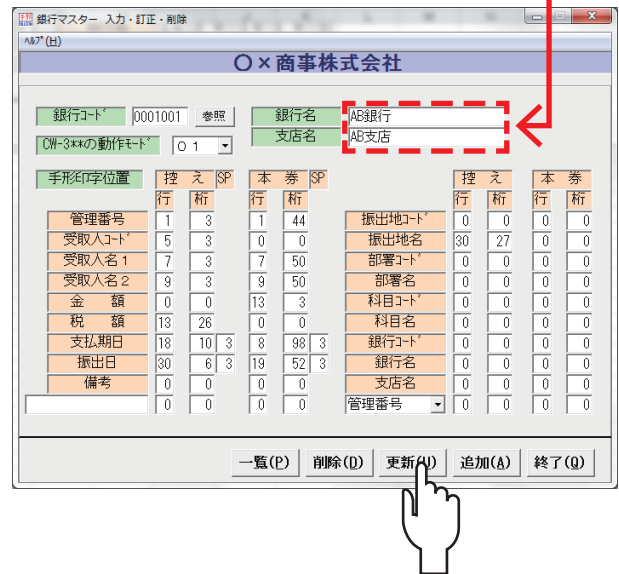 銀行マスター 入力・訂正・削除
ﾍﾙﾌﾟ(H)
○×商事株式会社
銀行ｺｰﾄﾞ 0001001 参照 銀行名 AB銀行
CW-3**の動作ﾓｰﾄﾞ 0 1 支店名 AB支店
手形印字位置 控え SP 本券 SP 控え 本券
行 桁 行 桁 行 桁 行 桁
管理番号 1 3 1 44 振出地ｺｰﾄﾞ 0 0 0 0
受取人ｺｰﾄﾞ 5 3 0 0 振出地名 30 27 0 0
受取人名1 7 3 7 50 部署ｺｰﾄﾞ 0 0 0 0
受取人名2 9 3 9 50 部署名 0 0 0 0
金額 0 0 13 3 科目ｺｰﾄﾞ 0 0 0 0
税額 13 26 0 0 科目名 0 0 0 0
支払期日 18 10 3 8 98 3 銀行ｺｰﾄﾞ 0 0 0 0
振出日 30 6 3 19 52 3 銀行名 0 0 0 0
備考 0 0 0 0 支店名 0 0 0 0
0 0 0 0 管理番号 0 0 0 0
一覧(P) 削除(D) 更新(U) 追加(A) 終了(Q)